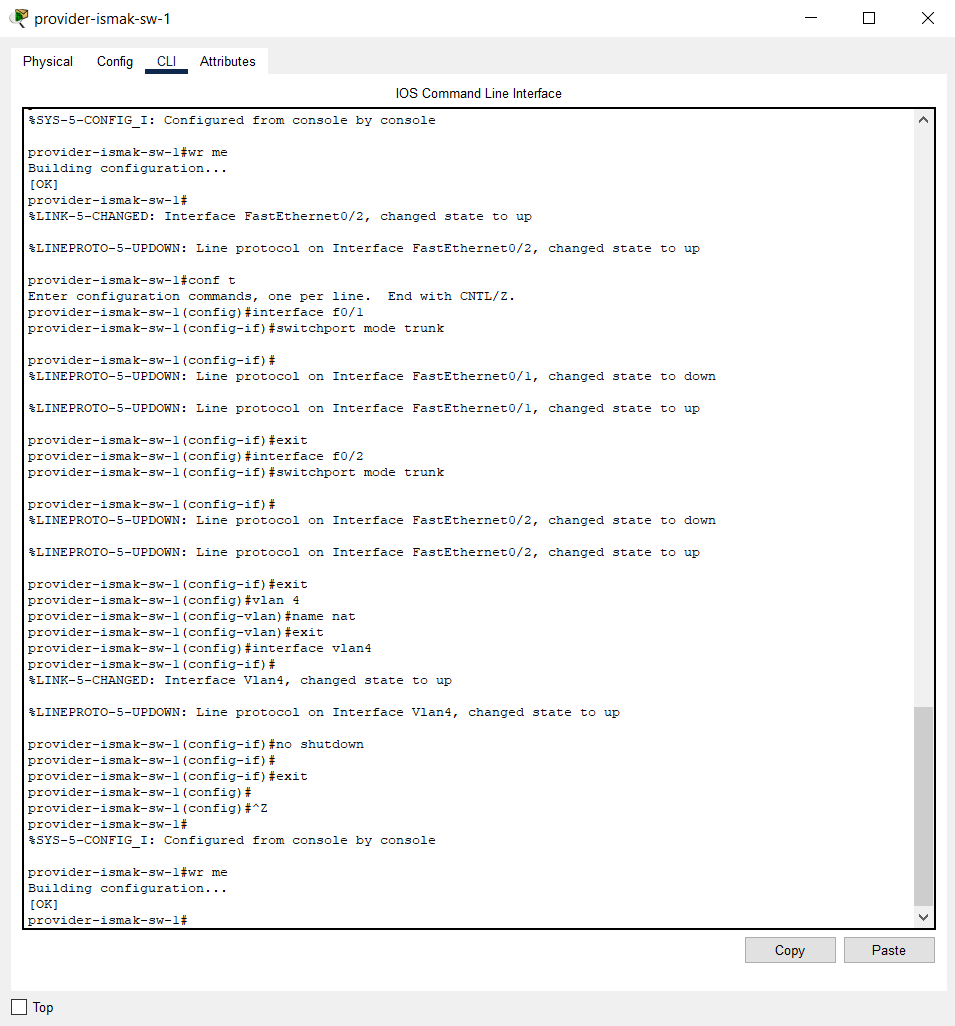 provider-ismak-sw-1
Physical Config CLI Attributes
IOS Command Line Interface
%SYS-5-CONFIG_I: Configured from console by console
provider-ismak-sw-1#wr me
Building configuration...
[OK]
provider-ismak-sw-1#
%LINK-5-CHANGED: Interface FastEthernet0/2, changed state to up
%LINEPROTO-5-UPDOWN: Line protocol on Interface FastEthernet0/2, changed state to up
provider-ismak-sw-1#conf t
Enter configuration commands, one per line.  End with CNTL/Z.
provider-ismak-sw-1(config)#interface f0/1
provider-ismak-sw-1(config-if)#switchport mode trunk
provider-ismak-sw-1(config-if)#
%LINEPROTO-5-UPDOWN: Line protocol on Interface FastEthernet0/1, changed state to down
%LINEPROTO-5-UPDOWN: Line protocol on Interface FastEthernet0/1, changed state to up
provider-ismak-sw-1(config-if)#exit
provider-ismak-sw-1(config)#interface f0/2
provider-ismak-sw-1(config-if)#switchport mode trunk
provider-ismak-sw-1(config-if)#
%LINEPROTO-5-UPDOWN: Line protocol on Interface FastEthernet0/2, changed state to down
%LINEPROTO-5-UPDOWN: Line protocol on Interface FastEthernet0/2, changed state to up
provider-ismak-sw-1(config-if)#exit
provider-ismak-sw-1(config)#vlan 4
provider-ismak-sw-1(config-vlan)#name nat
provider-ismak-sw-1(config-vlan)#exit
provider-ismak-sw-1(config)#interface vlan4
provider-ismak-sw-1(config-if)#
%LINK-5-CHANGED: Interface Vlan4, changed state to up
%LINEPROTO-5-UPDOWN: Line protocol on Interface Vlan4, changed state to up
provider-ismak-sw-1(config-if)#no shutdown
provider-ismak-sw-1(config-if)#
provider-ismak-sw-1(config-if)#exit
provider-ismak-sw-1(config)#
provider-ismak-sw-1(config)#^Z
provider-ismak-sw-1#
%SYS-5-CONFIG_I: Configured from console by console
provider-ismak-sw-1#wr me
Building configuration...
[OK]
provider-ismak-sw-1#
Copy Paste
Top